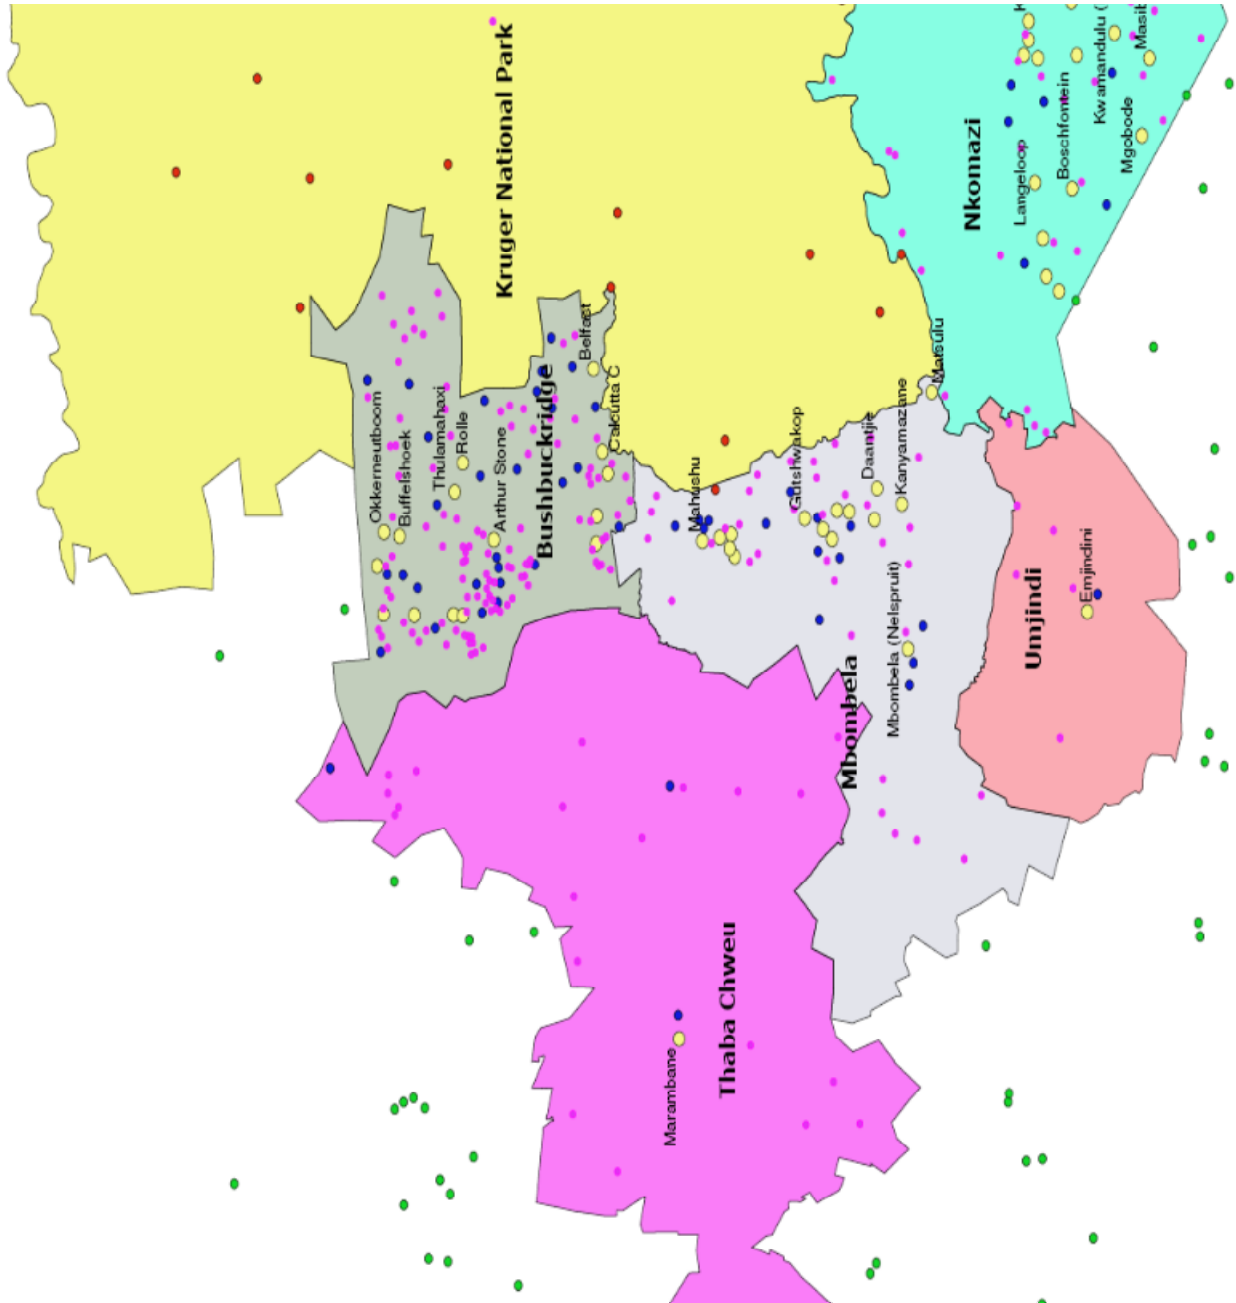 Kruger National Park
Nkomazi
Langeloop
Boschfontein
Kwamandulu (
Mgobode
Masib
K
Okkerneutboom
Buffelshoek
Thulamahaxi
Rolle
Arthur Stone
Bushbuckridge
Belfast
Calcutta C
Mahushu
Gutshwakop
Daantjie
Kanyamazane
Matsulu
Mbombela (Nelspruit)
Mbombela
Umjindi
Emjindini
Marambane
Thaba Chweu